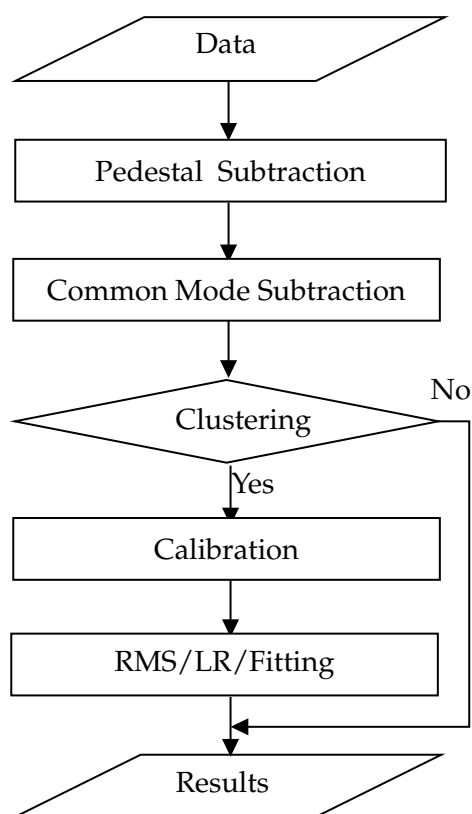 Data
Pedestal Subtraction
Common Mode Subtraction
No
Clustering
Yes
Calibration
RMS/LR/Fitting
Results